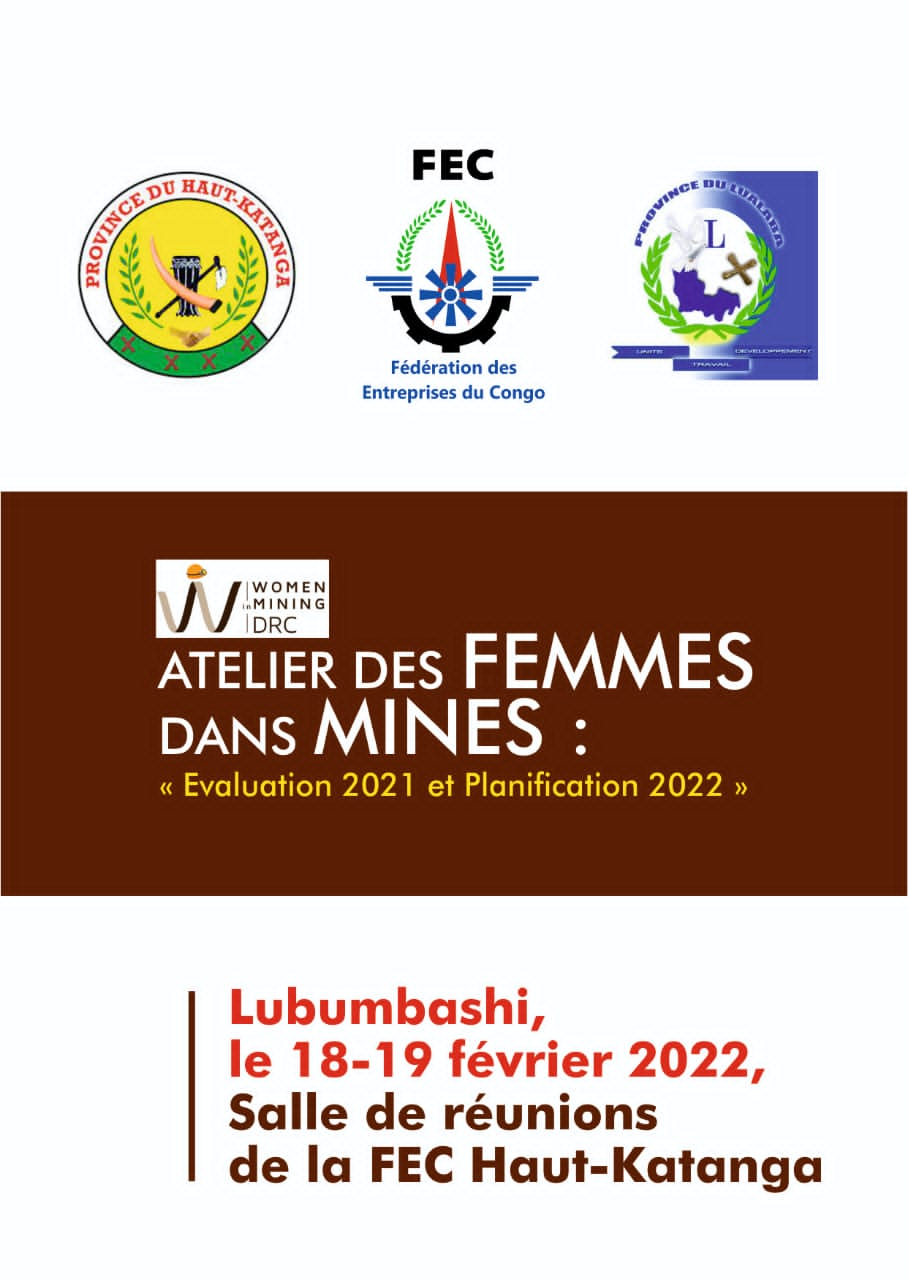 PROVINCE DU HAUT-KATANGA
FEC
Fédération des
Entreprises du Congo
PROVINCE DU LUALABA
L
UNITE
DEVELOPPEMENT
TRAVAIL
WOMEN
in MINING
DRC
ATELIER DES FEMMES
DANS MINES :
« Evaluation 2021 et Planification 2022 »
Lubumbashi,
le 18-19 février 2022,
Salle de réunions
de la FEC Haut-Katanga